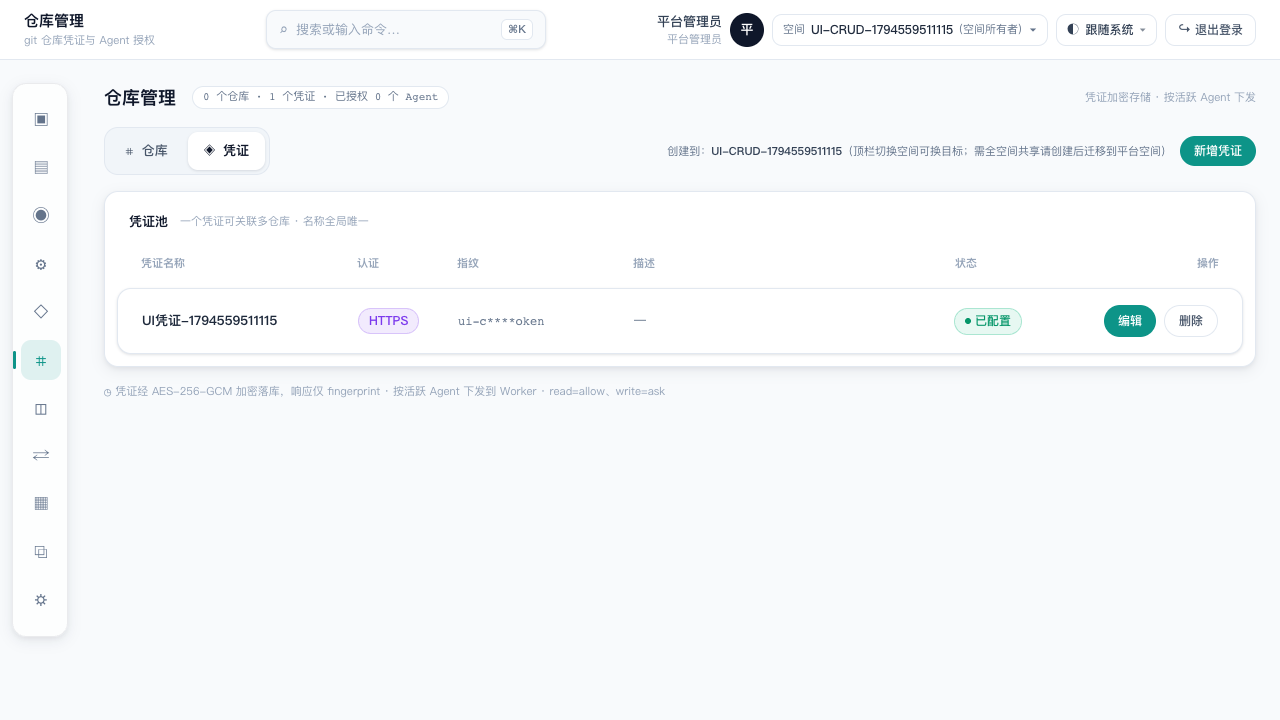 仓库管理
git 仓库凭证与 Agent 授权
搜索或输入命令…
⌘K
平台管理员
平台管理员
平
空间 UI-CRUD-1794559511115 (空间所有者)
跟随系统
退出登录
仓库管理
0 个仓库 · 1 个凭证 · 已授权 0 个 Agent
凭证加密存储 · 按活跃 Agent 下发
仓库
凭证
创建到：UI-CRUD-1794559511115（顶栏切换空间可换目标；需全空间共享请创建后迁移到平台空间）
新增凭证
凭证池 一个凭证可关联多仓库 · 名称全局唯一
凭证名称 认证 指纹 描述 状态 操作
UI凭证-1794559511115 HTTPS ui-c****oken — 已配置 编辑 删除
凭证经 AES-256-GCM 加密落库，响应仅 fingerprint · 按活跃 Agent 下发到 Worker · read=allow、write=ask